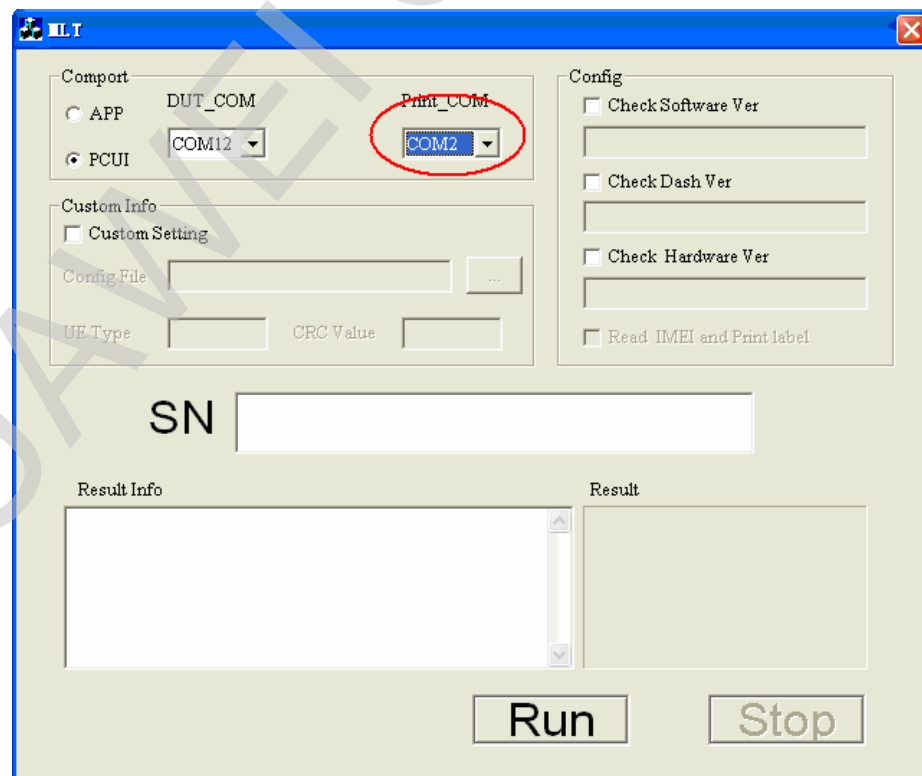 MLT
Comport
APP
PCUI
DUT_COM
COM12
Print_COM
COM2
Custom Info
Custom Setting
Config File
...
UE Type
CRC Value
Config
Check Software Ver
Check Dash Ver
Check Hardware Ver
Read IMEI and Print label
SN
Result Info
Result
Run
Stop